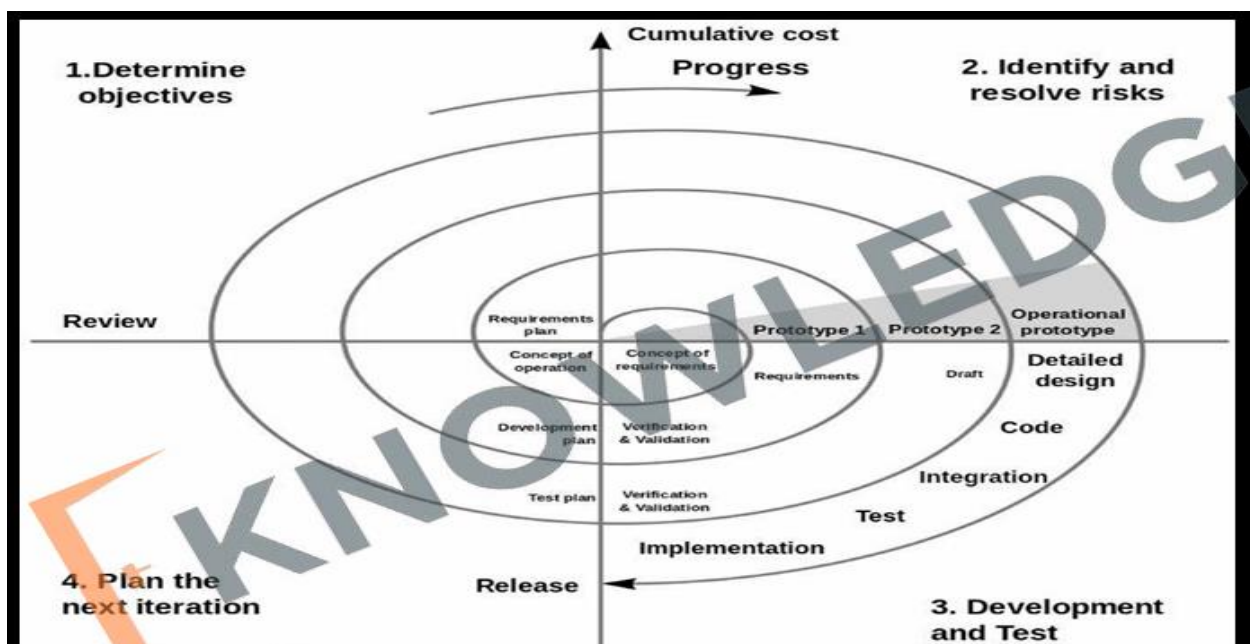 Cumulative cost
Progress
1.Determine
objectives
2. Identify and
resolve risks
Review
Requirements
plan
Prototype 1
Prototype 2
Operational
prototype
Concept of
operation
Concept of
requirements
Requirements
Draft
Detailed
design
Development
plan
Verification
& Validation
Code
Test plan
Verification
& Validation
Integration
Test
Implementation
4. Plan the
next iteration
Release
3. Development
and Test
KNOWLEDG